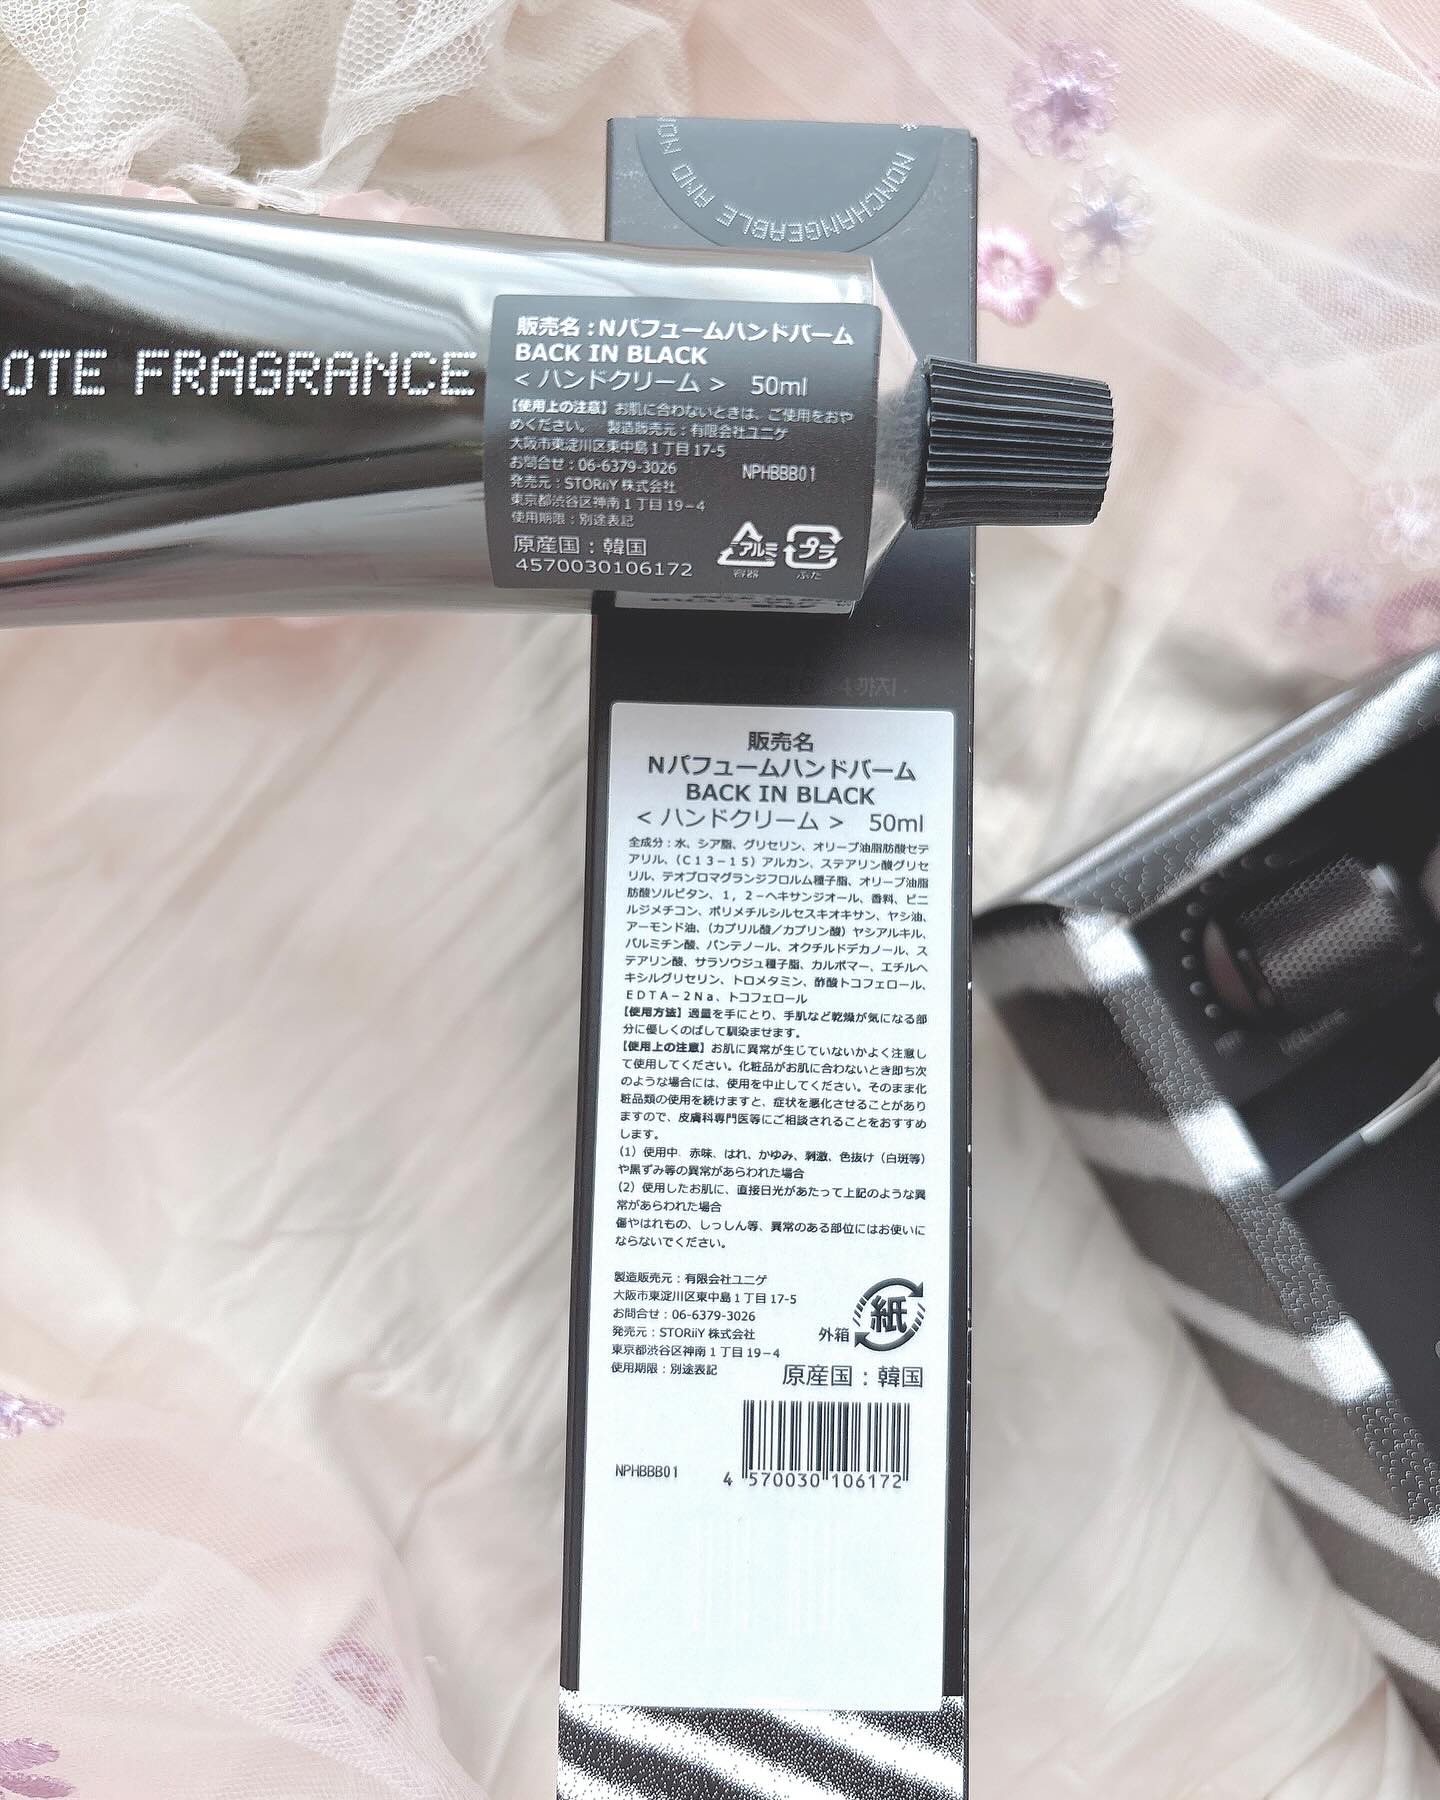 NONCHANGEABLE AND NON
OTE FRAGRANCE
販売名：Nパフュームハンドバーム
BACK IN BLACK
＜ ハンドクリーム ＞ 50ml
【使用上の注意】お肌に合わないときは、ご使用をおや
めください。 製造販売元：有限会社ユニゲ
大阪市東淀川区東中島１丁目17-5
お問合せ：06-6379-3026 NPHBBB01
発売元：STORiiY 株式会社
東京都渋谷区神南１丁目19－4
使用期限：別途表記
原産国：韓国
4570030106172
アルミ
容器
プラ
ふた
販売名
Nパフュームハンドバーム
BACK IN BLACK
＜ ハンドクリーム ＞ 50ml
全成分：水、シア脂、グリセリン、オリーブ油脂肪酸セテ
アリル、（Ｃ１３－１５）アルカン、ステアリン酸グリセ
リル、テオブロマグランジフロルム種子脂、オリーブ油脂
肪酸ソルビタン、１，２－ヘキサンジオール、香料、ビニ
ルジメチコン、ポリメチルシルセスキオキサン、ヤシ油、
アーモンド油、（カプリル酸／カプリン酸）ヤシアルキル、
パルミチン酸、パンテノール、オクチルドデカノール、ス
テアリン酸、サラソウジュ種子脂、カルボマー、エチルヘ
キシルグリセリン、トロメタミン、酢酸トコフェロール、
ＥＤＴＡ－２Ｎａ、トコフェロール
【使用方法】適量を手にとり、手肌など乾燥が気になる部
分に優しくのばして馴染ませます。
【使用上の注意】お肌に異常が生じていないかよく注意し
て使用してください。化粧品がお肌に合わないとき即ち次
のような場合には、使用を中止してください。そのまま化
粧品類の使用を続けますと、症状を悪化させることがあり
ますので、皮膚科専門医等にご相談されることをおすすめ
します。
（１）使用中、赤味、はれ、かゆみ、刺激、色抜け（白斑等）
や黒ずみ等の異常があらわれた場合
（２）使用したお肌に、直接日光があたって上記のような異
常があらわれた場合
傷やはれもの、しっしん等、異常のある部位にはお使いに
ならないでください。
製造販売元：有限会社ユニゲ
大阪市東淀川区東中島１丁目17-5
お問合せ：06-6379-3026
発売元：STORiiY 株式会社
東京都渋谷区神南１丁目19－4
使用期限：別途表記
外箱 紙
原産国：韓国
NPHBBB01
4 570030 106172
VOLUME